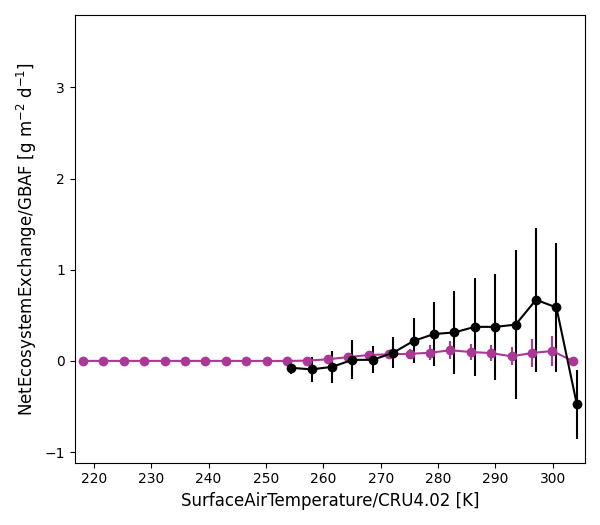 NetEcosystemExchange/GBAF [g m⁻² d⁻¹]
3
2
1
0
−1
220 230 240 250 260 270 280 290 300
SurfaceAirTemperature/CRU4.02 [K]